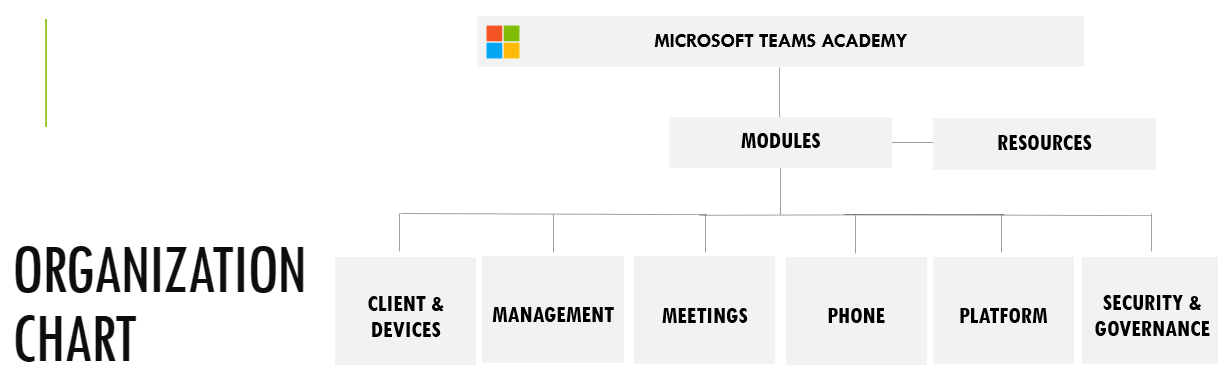 MICROSOFT TEAMS ACADEMY
MODULES
RESOURCES
ORGANIZATION
CHART
CLIENT &
DEVICES
MANAGEMENT
MEETINGS
PHONE
PLATFORM
SECURITY &
GOVERNANCE